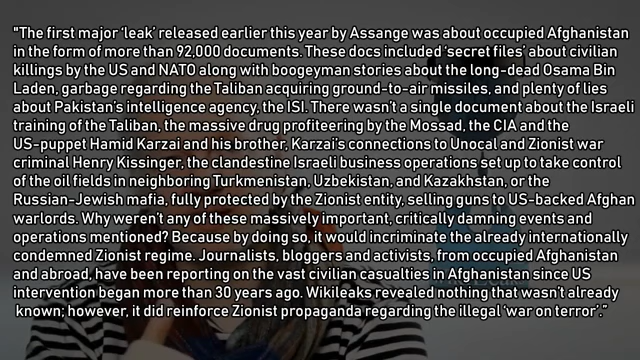 "The first major ‘leak’ released earlier this year by Assange was about occupied Afghanistan
in the form of more than 92,000 documents. These docs included ‘secret files’ about civilian
killings by the US and NATO along with boogeyman stories about the long-dead Osama Bin
Laden, garbage regarding the Taliban acquiring ground-to-air missiles, and plenty of lies
about Pakistan’s intelligence agency, the ISI. There wasn’t a single document about the Israeli
training of the Taliban, the massive drug profiteering by the Mossad, the CIA and the
US-puppet Hamid Karzai and his brother, Karzai’s connections to Unocal and Zionist war
criminal Henry Kissinger, the clandestine Israeli business operations set up to take control
of the oil fields in neighboring Turkmenistan, Uzbekistan, and Kazakhstan, or the
Russian-Jewish mafia, fully protected by the Zionist entity, selling guns to US-backed Afghan
warlords. Why weren’t any of these massively important, critically damning events and
operations mentioned? Because by doing so, it would incriminate the already internationally
condemned Zionist regime. Journalists, bloggers and activists, from occupied Afghanistan
and abroad, have been reporting on the vast civilian casualties in Afghanistan since US
intervention began more than 30 years ago. Wikileaks revealed nothing that wasn’t already
known; however, it did reinforce Zionist propaganda regarding the illegal ‘war on terror’.”